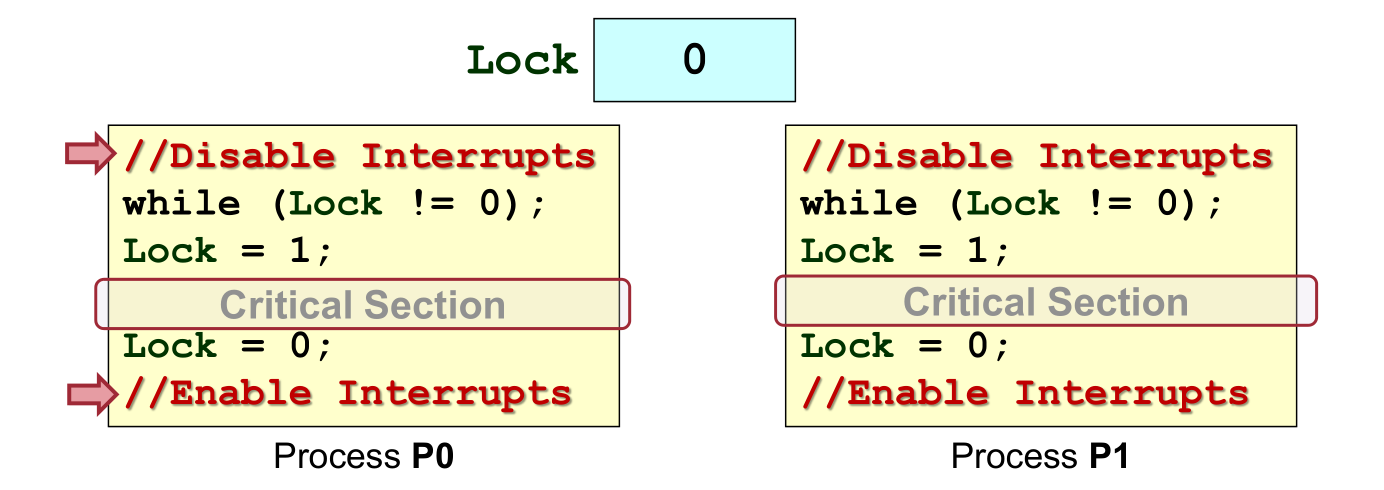 Lock 0
//Disable Interrupts
while (Lock != 0);
Lock = 1;
Critical Section
Lock = 0;
//Enable Interrupts
Process P0
//Disable Interrupts
while (Lock != 0);
Lock = 1;
Critical Section
Lock = 0;
//Enable Interrupts
Process P1